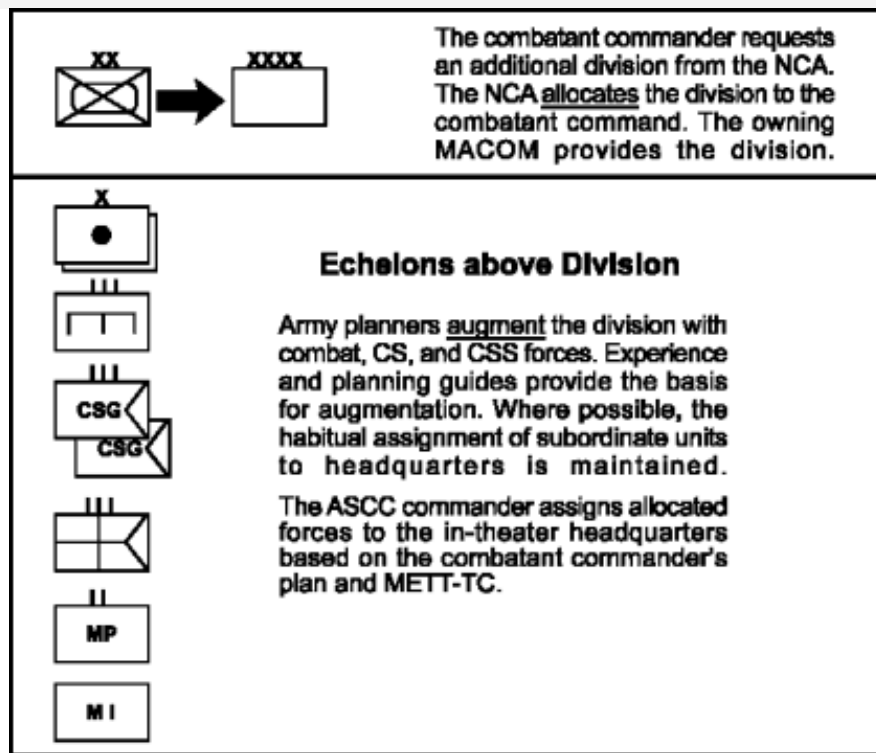 XX
XXXX
The combatant commander requests
an additional division from the NCA.
The NCA allocates the division to the
combatant command. The owning
MACOM provides the division.
X
III
CSG
CSG
III
III
II
MP
MI
Echelons above Division
Army planners augment the division with
combat, CS, and CSS forces. Experience
and planning guides provide the basis
for augmentation. Where possible, the
habitual assignment of subordinate units
to headquarters is maintained.
The ASCC commander assigns allocated
forces to the in-theater headquarters
based on the combatant commander's
plan and METT-TC.